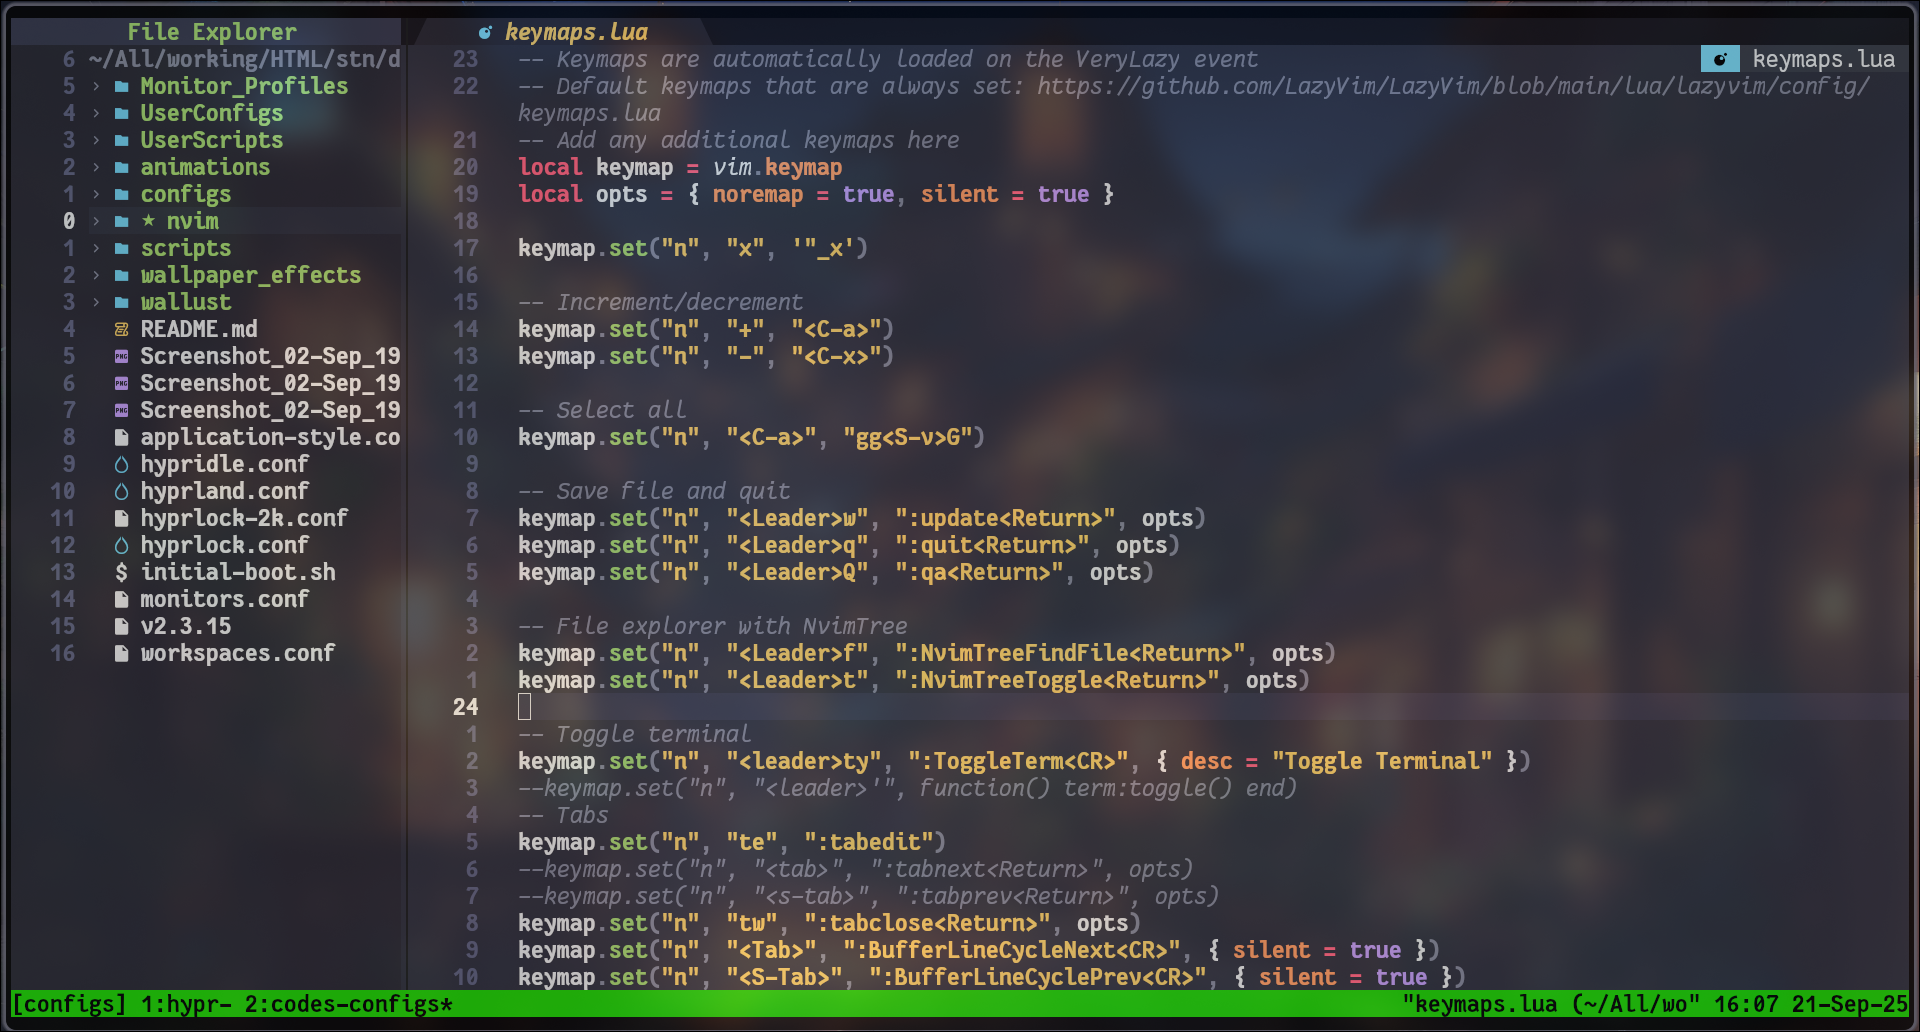 File Explorer
6 ~/All/working/HTML/stn/d
5 › Monitor_Profiles
4 › UserConfigs
3 › UserScripts
2 › animations
1 › configs
0 › ★ nvim
1 › scripts
2 › wallpaper_effects
3 › wallust
4 README.md
5 Screenshot_02-Sep_19
6 Screenshot_02-Sep_19
7 Screenshot_02-Sep_19
8 application-style.co
9 hypridle.conf
10 hyprland.conf
11 hyprlock-2k.conf
12 hyprlock.conf
13 $ initial-boot.sh
14 monitors.conf
15 v2.3.15
16 workspaces.conf
keymaps.lua
keymaps.lua
23 -- Keymaps are automatically loaded on the VeryLazy event
22 -- Default keymaps that are always set: https://github.com/LazyVim/LazyVim/blob/main/lua/lazyvim/config/
keymaps.lua
21 -- Add any additional keymaps here
20 local keymap = vim.keymap
19 local opts = { noremap = true, silent = true }
18
17 keymap.set("n", "x", '"_x')
16
15 -- Increment/decrement
14 keymap.set("n", "+", "<C-a>")
13 keymap.set("n", "-", "<C-x>")
12
11 -- Select all
10 keymap.set("n", "<C-a>", "gg<S-v>G")
9
8 -- Save file and quit
7 keymap.set("n", "<Leader>w", ":update<Return>", opts)
6 keymap.set("n", "<Leader>q", ":quit<Return>", opts)
5 keymap.set("n", "<Leader>Q", ":qa<Return>", opts)
4
3 -- File explorer with NvimTree
2 keymap.set("n", "<Leader>f", ":NvimTreeFindFile<Return>", opts)
1 keymap.set("n", "<Leader>t", ":NvimTreeToggle<Return>", opts)
24
1 -- Toggle terminal
2 keymap.set("n", "<leader>ty", ":ToggleTerm<CR>", { desc = "Toggle Terminal" })
3 --keymap.set("n", "<leader>'", function() term:toggle() end)
4 -- Tabs
5 keymap.set("n", "te", ":tabedit")
6 --keymap.set("n", "<tab>", ":tabnext<Return>", opts)
7 --keymap.set("n", "<s-tab>", ":tabprev<Return>", opts)
8 keymap.set("n", "tw", ":tabclose<Return>", opts)
9 keymap.set("n", "<Tab>", ":BufferLineCycleNext<CR>", { silent = true })
10 keymap.set("n", "<S-Tab>", ":BufferLineCyclePrev<CR>", { silent = true })
[configs] 1:hypr- 2:codes-configs* "keymaps.lua (~/All/wo" 16:07 21-Sep-25